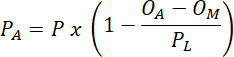 P_A = P x (1 - (O_A - O_M) / P_L)